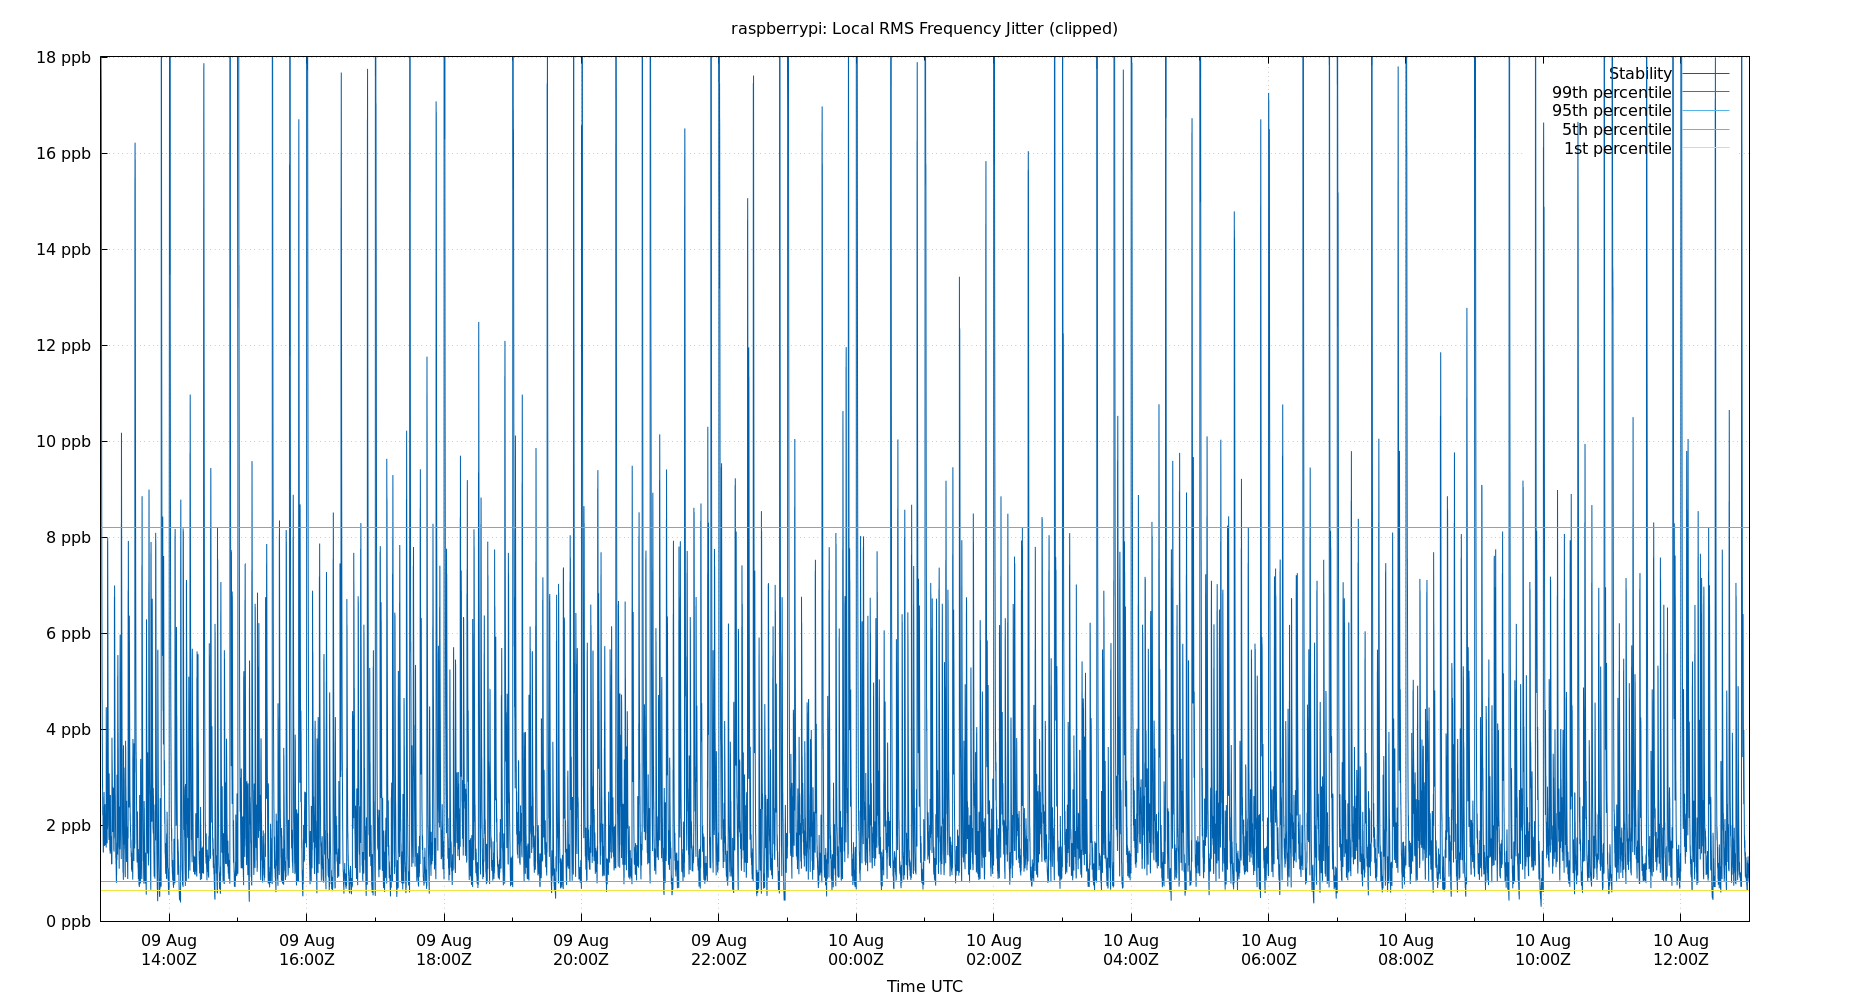 raspberrypi: Local RMS Frequency Jitter (clipped)
18 ppb
16 ppb
14 ppb
12 ppb
10 ppb
8 ppb
6 ppb
4 ppb
2 ppb
0 ppb
Stability
99th percentile
95th percentile
5th percentile
1st percentile
09 Aug 09 Aug 09 Aug 09 Aug 09 Aug 10 Aug 10 Aug 10 Aug 10 Aug 10 Aug 10 Aug 10 Aug
14:00Z 16:00Z 18:00Z 20:00Z 22:00Z 00:00Z 02:00Z 04:00Z 06:00Z 08:00Z 10:00Z 12:00Z
Time UTC